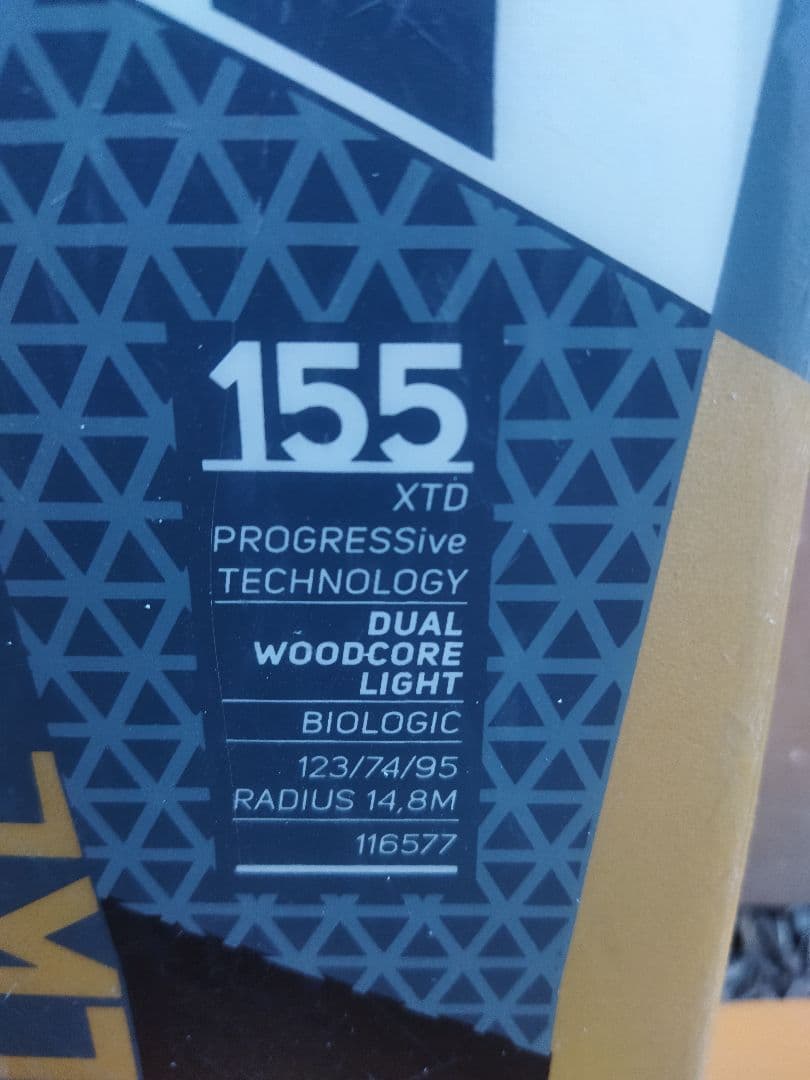 155
XTD
PROGRESSive
TECHNOLOGY
DUAL
WOODCORE
LIGHT
BIOLOGIC
123/74/95
RADIUS 14,8M
116577